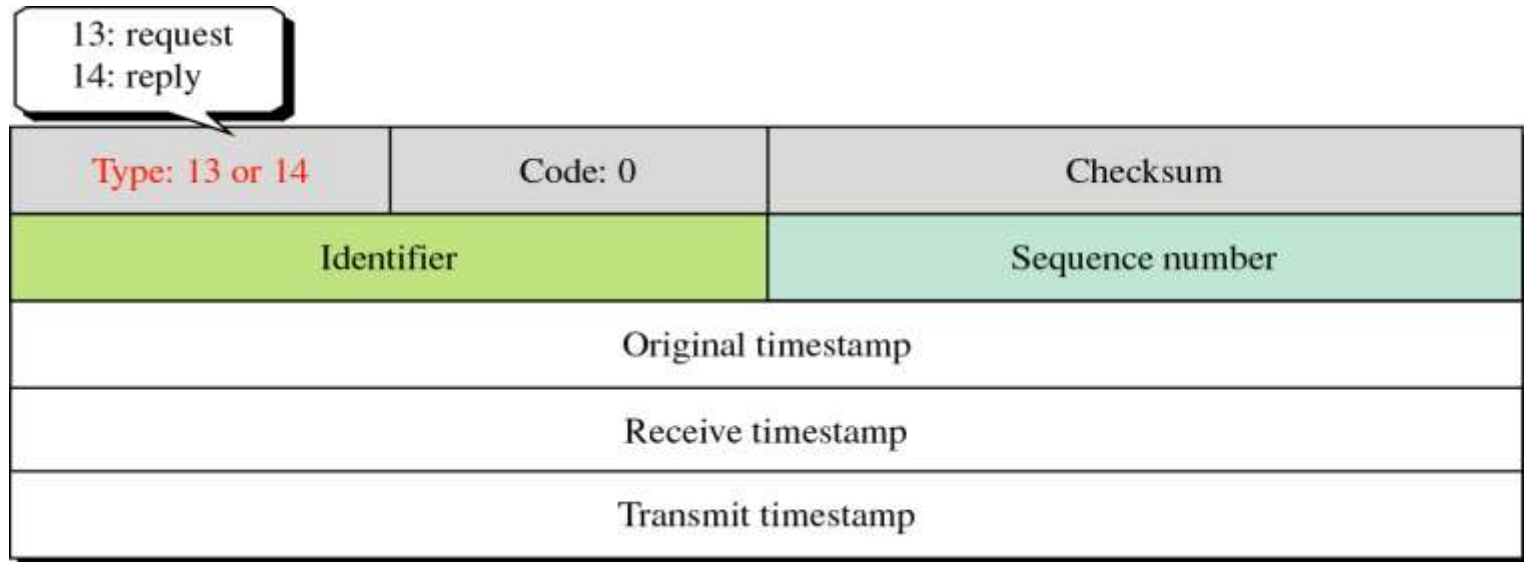 13: request
14: reply
Type: 13 or 14
Code: 0
Checksum
Identifier
Sequence number
Original timestamp
Receive timestamp
Transmit timestamp